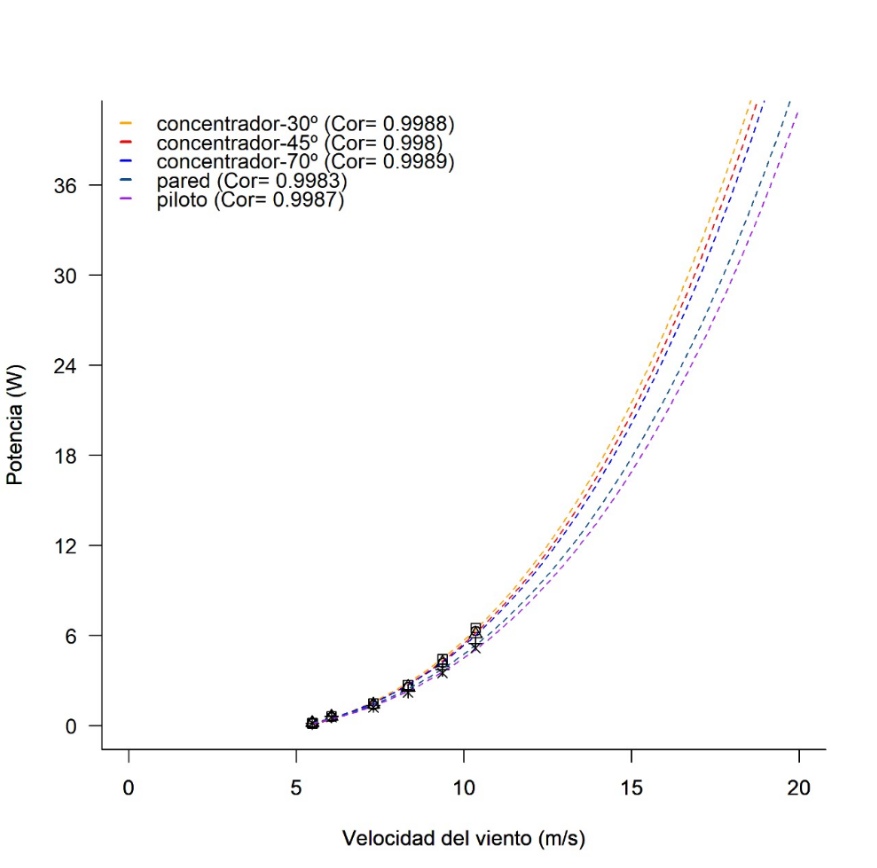 concentrador-30º (Cor= 0.9988)
concentrador-45º (Cor= 0.998)
concentrador-70º (Cor= 0.9989)
pared (Cor= 0.9983)
piloto (Cor= 0.9987)
36
30
24
18
12
6
0
Potencia (W)
0 5 10 15 20
Velocidad del viento (m/s)